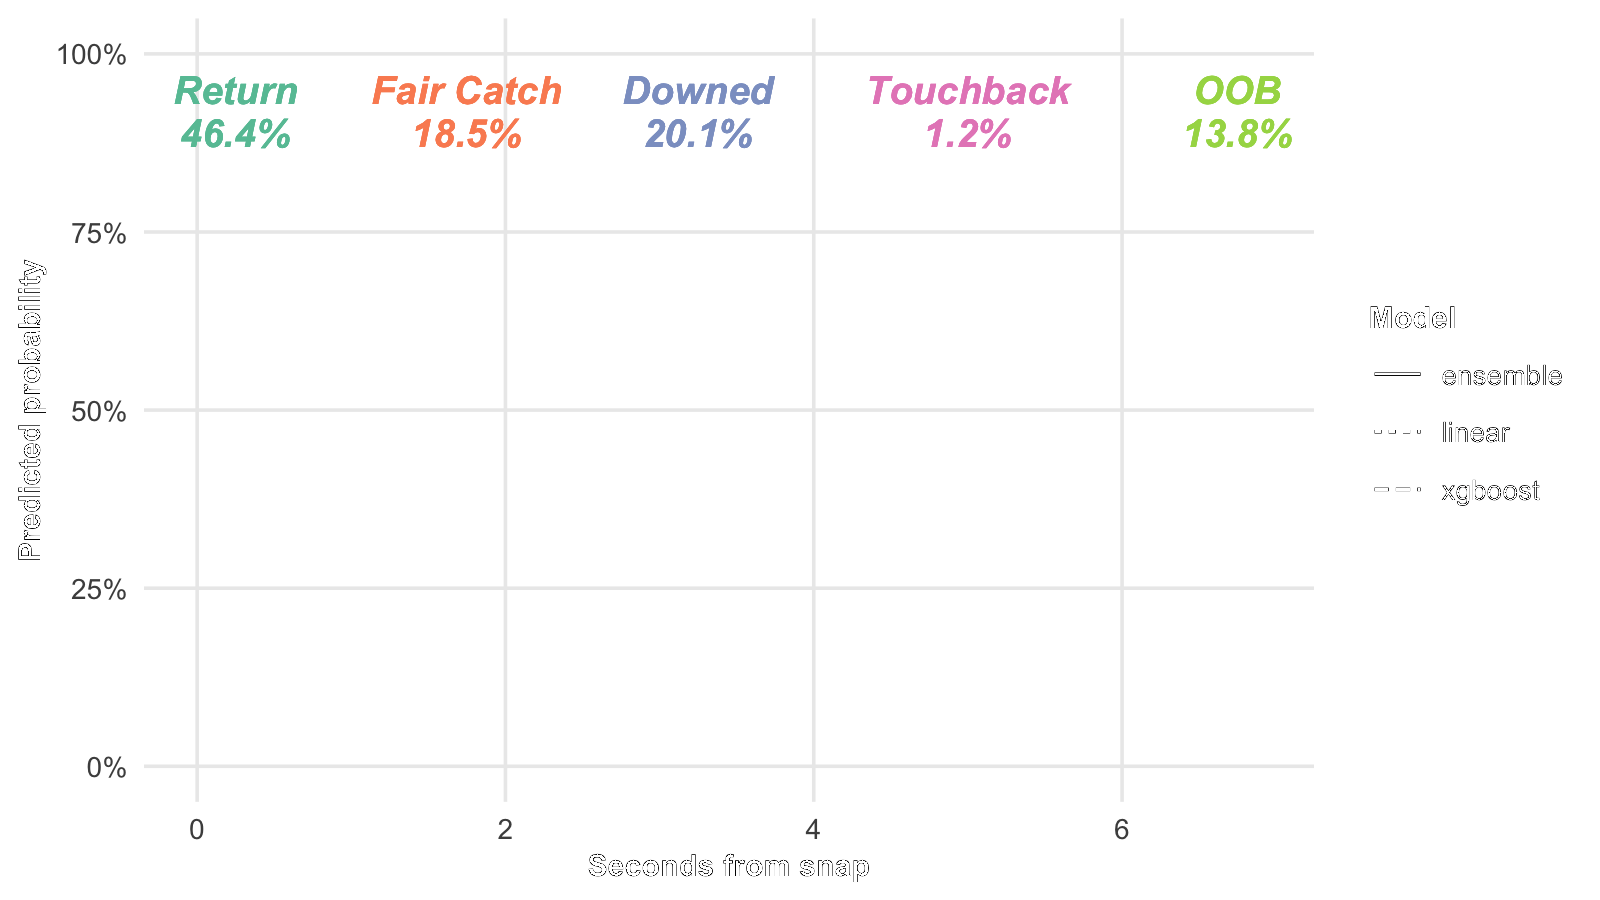 100%
Return
46.4%
Fair Catch
18.5%
Downed
20.1%
Touchback
1.2%
OOB
13.8%
75%
50%
25%
0%
Predicted probability
0
2
4
6
Seconds from snap
Model
ensemble
linear
xgboost